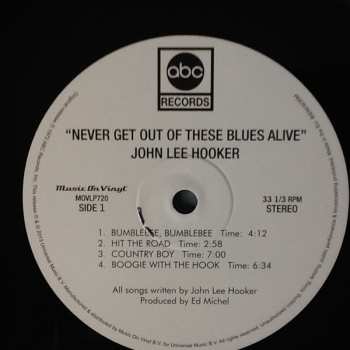 abc
RECORDS
"NEVER GET OUT OF THESE BLUES ALIVE"
JOHN LEE HOOKER
Music On Vinyl
MOVLP720
SIDE 1
33 1/3 RPM
STEREO
1. BUMBLEBEE, BUMBLEBEE Time: 4:12
2. HIT THE ROAD Time: 2:58
3. COUNTRY BOY Time: 7:00
4. BOOGIE WITH THE HOOK Time: 6:34
All songs written by John Lee Hooker
Produced by Ed Michel